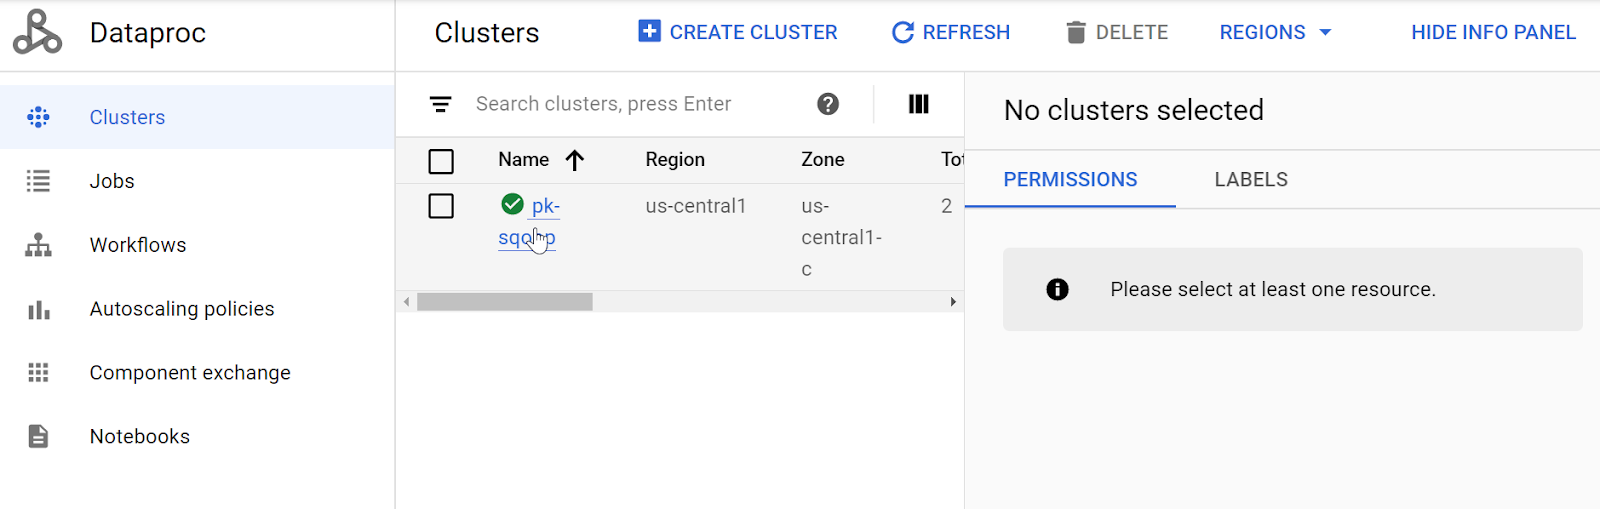 Dataproc
Clusters
CREATE CLUSTER
REFRESH
DELETE
REGIONS
HIDE INFO PANEL
Clusters
Jobs
Workflows
Autoscaling policies
Component exchange
Notebooks
Search clusters, press Enter
Name
Region
Zone
pk-
us-central1
us-
central1-
c
2
No clusters selected
PERMISSIONS
LABELS
Please select at least one resource.